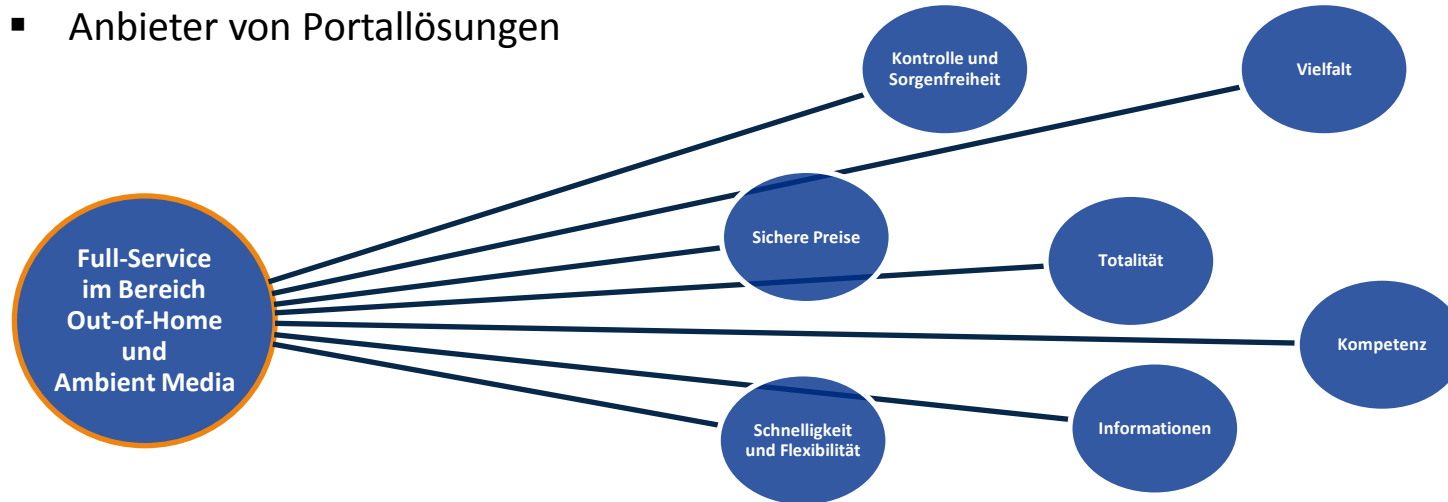 ▪ Anbieter von Portallösungen
Kontrolle und
Sorgenfreiheit
Vielfalt
Full-Service
im Bereich
Out-of-Home
und
Ambient Media
Sichere Preise
Totalität
Kompetenz
Schnelligkeit
und Flexibilität
Informationen